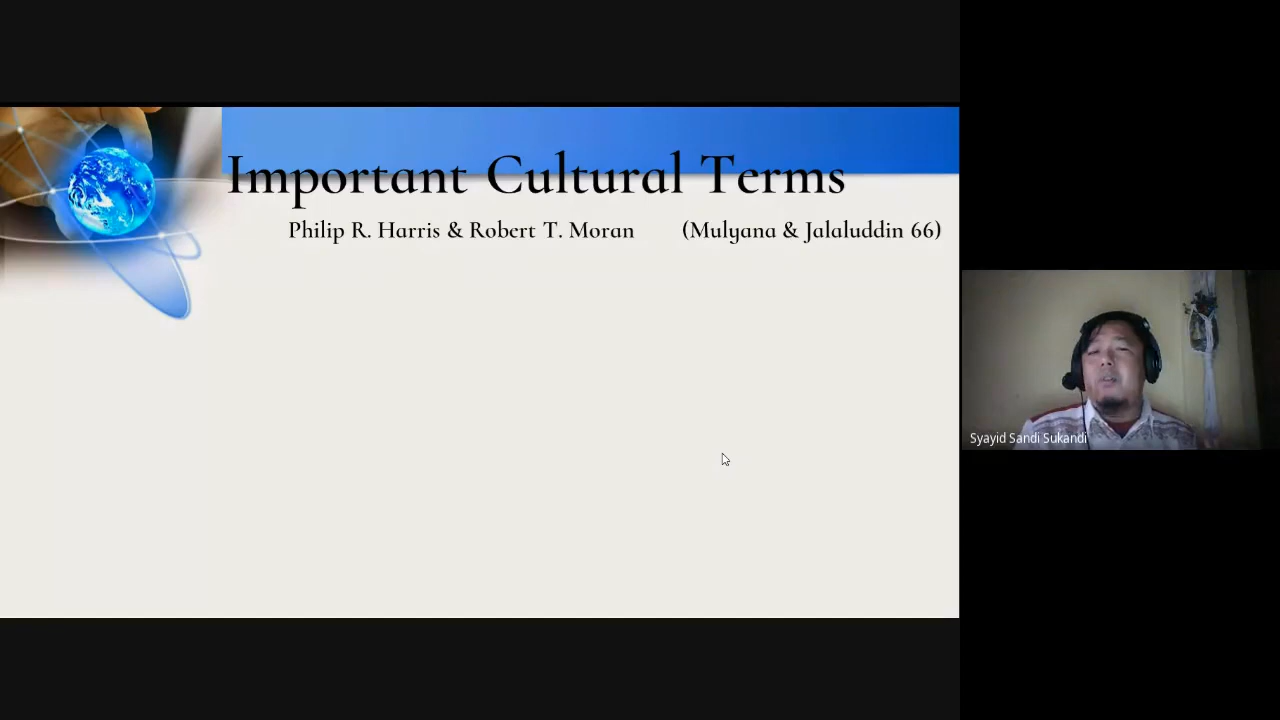 Important Cultural Terms
Philip R. Harris & Robert T. Moran (Mulyana & Jalaluddin 66)
Syayid Sandi Sukandi